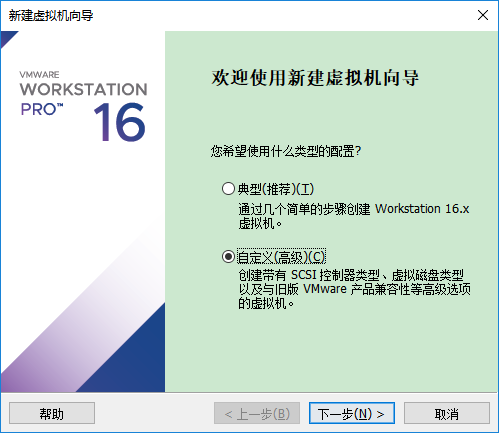 新建虚拟机向导
VMWARE
WORKSTATION
PRO™ 16
欢迎使用新建虚拟机向导
您希望使用什么类型的配置?
典型(推荐)(T)
通过几个简单的步骤创建 Workstation 16.x
虚拟机。
自定义(高级)(C)
创建带有 SCSI 控制器类型、虚拟磁盘类型
以及与旧版 VMware 产品兼容性等高级选项
的虚拟机。
帮助
< 上一步(B)
下一步(N) >
取消